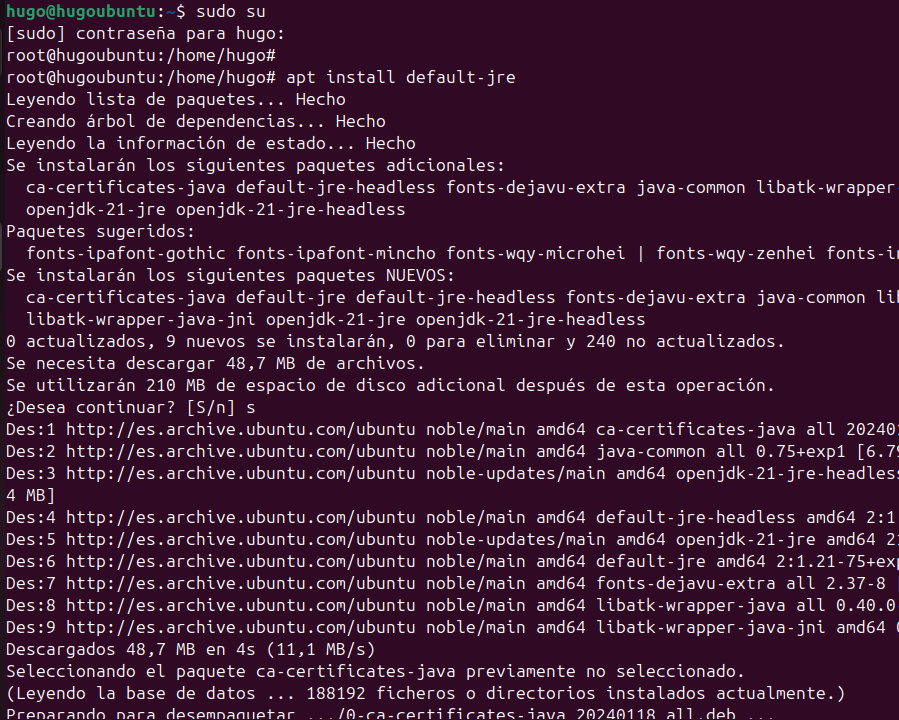 hugo@hugoubuntu:~$ sudo su
[sudo] contraseña para hugo:
root@hugoubuntu:/home/hugo#
root@hugoubuntu:/home/hugo# apt install default-jre
Leyendo lista de paquetes... Hecho
Creando árbol de dependencias... Hecho
Leyendo la información de estado... Hecho
Se instalarán los siguientes paquetes adicionales:
ca-certificates-java default-jre-headless fonts-dejavu-extra java-common libatk-wrapper-
openjdk-21-jre openjdk-21-jre-headless
Paquetes sugeridos:
fonts-ipafont-gothic fonts-ipafont-mincho fonts-wqy-microhei | fonts-wqy-zenhei fonts-in
Se instalarán los siguientes paquetes NUEVOS:
ca-certificates-java default-jre default-jre-headless fonts-dejavu-extra java-common lib
libatk-wrapper-java-jni openjdk-21-jre openjdk-21-jre-headless
0 actualizados, 9 nuevos se instalarán, 0 para eliminar y 240 no actualizados.
Se necesita descargar 48,7 MB de archivos.
Se utilizarán 210 MB de espacio de disco adicional después de esta operación.
¿Desea continuar? [S/n] s
Des:1 http://es.archive.ubuntu.com/ubuntu noble/main amd64 ca-certificates-java all 20240
Des:2 http://es.archive.ubuntu.com/ubuntu noble/main amd64 java-common all 0.75+exp1 [6.79
Des:3 http://es.archive.ubuntu.com/ubuntu noble-updates/main amd64 openjdk-21-jre-headless
4 MB]
Des:4 http://es.archive.ubuntu.com/ubuntu noble/main amd64 default-jre-headless amd64 2:1
Des:5 http://es.archive.ubuntu.com/ubuntu noble-updates/main amd64 openjdk-21-jre amd64 2
Des:6 http://es.archive.ubuntu.com/ubuntu noble/main amd64 default-jre amd64 2:1.21-75+exp
Des:7 http://es.archive.ubuntu.com/ubuntu noble/main amd64 fonts-dejavu-extra all 2.37-8
Des:8 http://es.archive.ubuntu.com/ubuntu noble/main amd64 libatk-wrapper-java all 0.40.0
Des:9 http://es.archive.ubuntu.com/ubuntu noble/main amd64 libatk-wrapper-java-jni amd64
Descargados 48,7 MB en 4s (11,1 MB/s)
Seleccionando el paquete ca-certificates-java previamente no seleccionado.
(Leyendo la base de datos ... 188192 ficheros o directorios instalados actualmente.)
Preparando para desempaquetar .../0-ca-certificates-java_20240118_all.deb ...